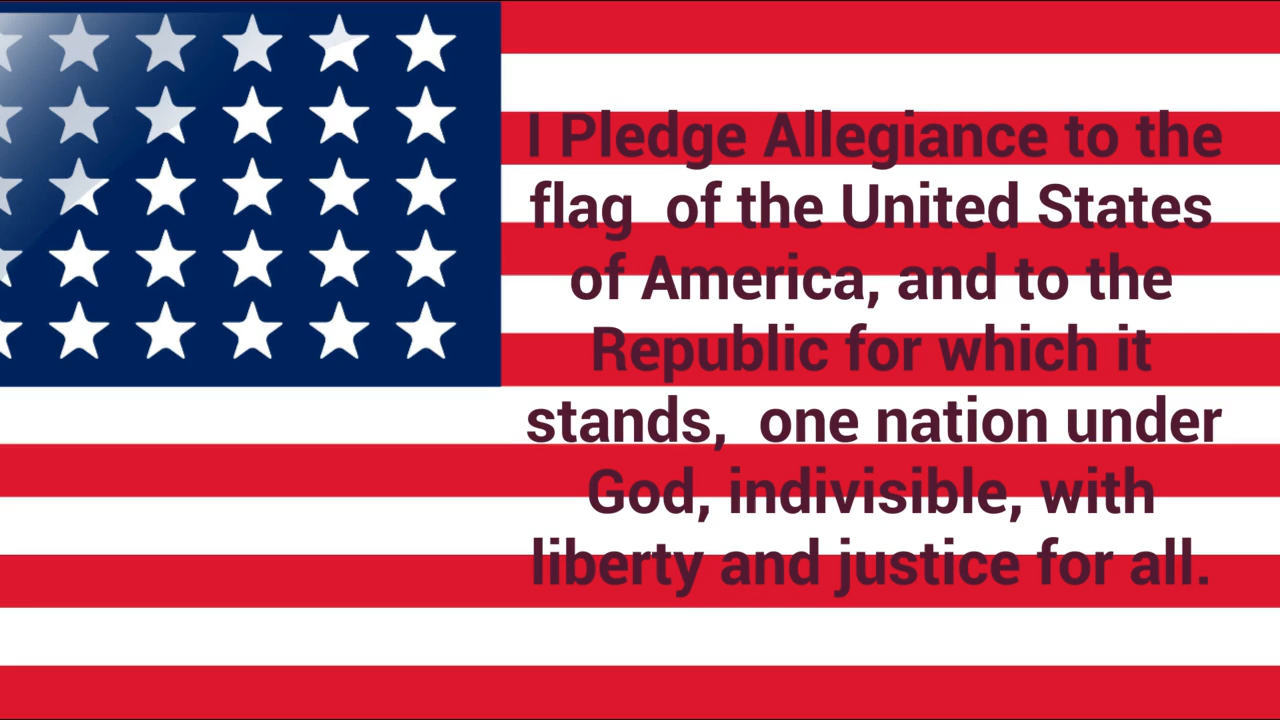 I Pledge Allegiance to the
flag  of the United States
of America, and to the
Republic for which it
stands,  one nation under
God, indivisible, with
liberty and justice for all.